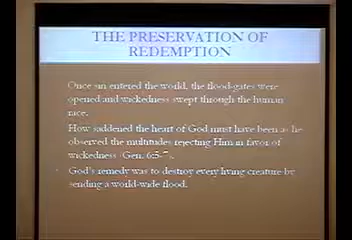 THE PRESERVATION OF
REDEMPTION
Once sin entered the world, the flood-gates were
opened and wickedness swept through the human
race.
How saddened the heart of God must have been as he
observed the multitudes rejecting Him in favor of
wickedness (Gen. 6:5-7).
God's remedy was to destroy every living creature by
sending a world-wide flood.